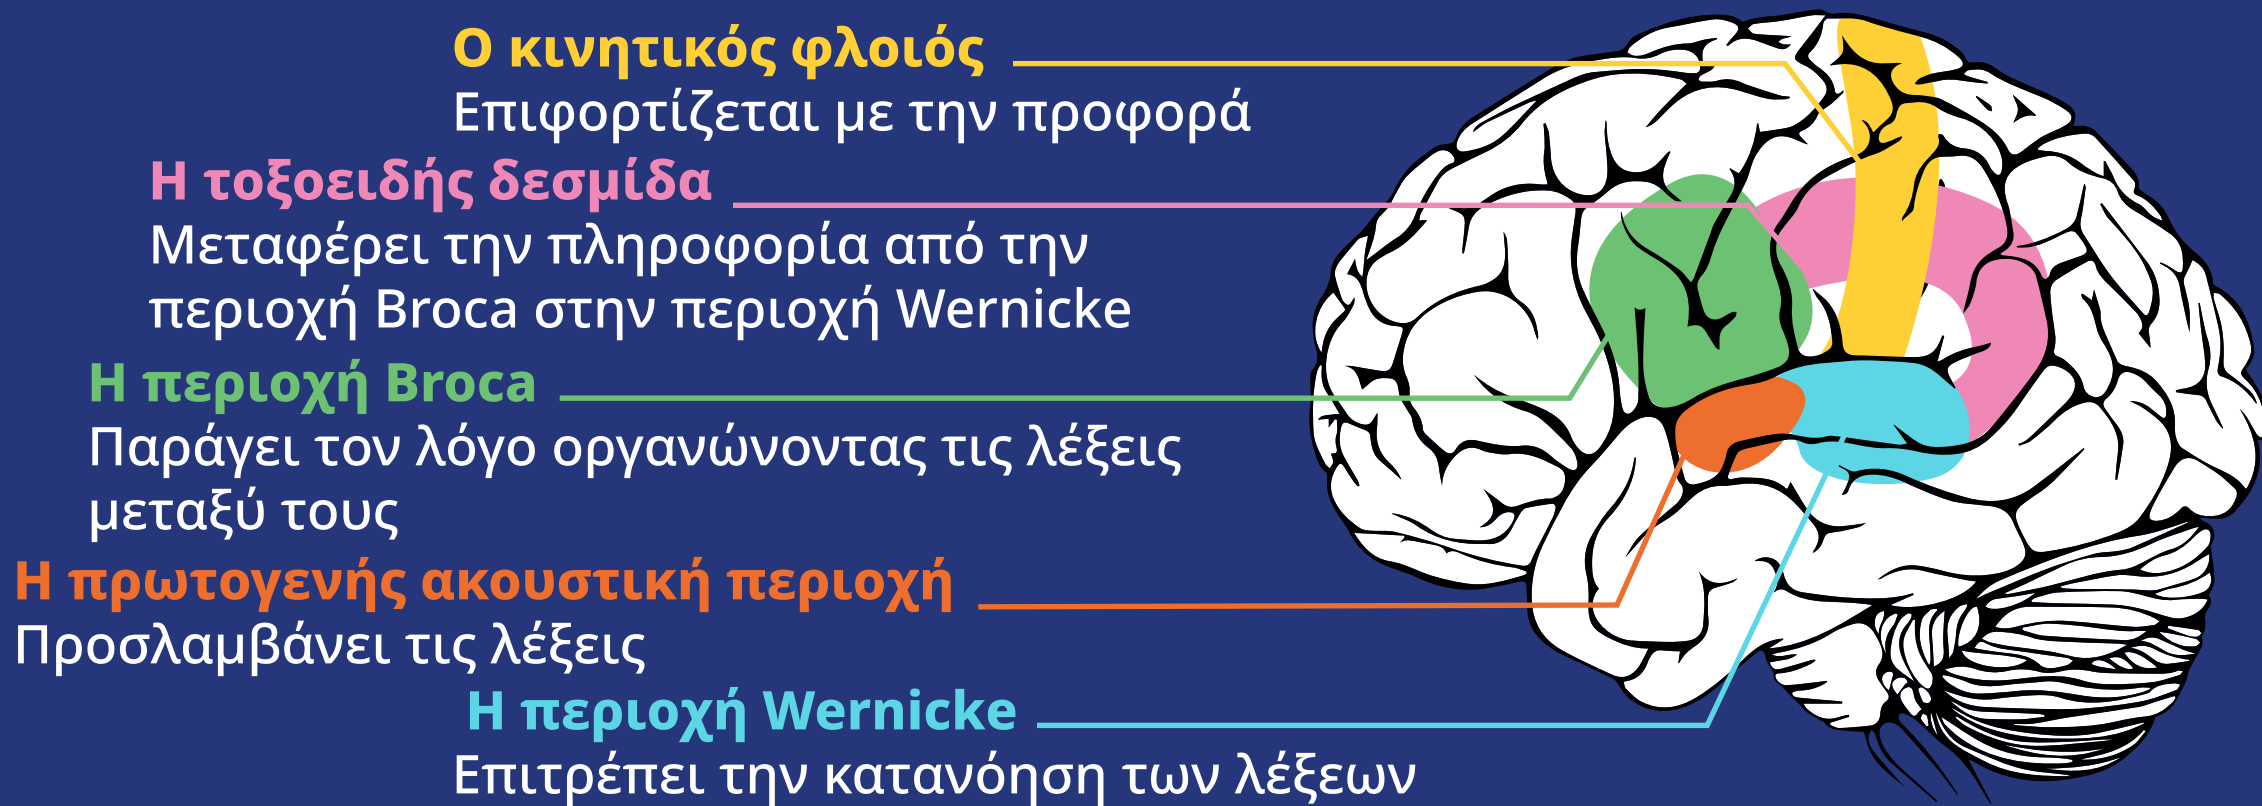 Ο κινητικός φλοιός
Επιφορτίζεται με την προφορά
Η τοξοειδής δεσμίδα
Μεταφέρει την πληροφορία από την
περιοχή Broca στην περιοχή Wernicke
Η περιοχή Broca
Παράγει τον λόγο οργανώνοντας τις λέξεις
μεταξύ τους
Η πρωτογενής ακουστική περιοχή
Προσλαμβάνει τις λέξεις
Η περιοχή Wernicke
Επιτρέπει την κατανόηση των λέξεων